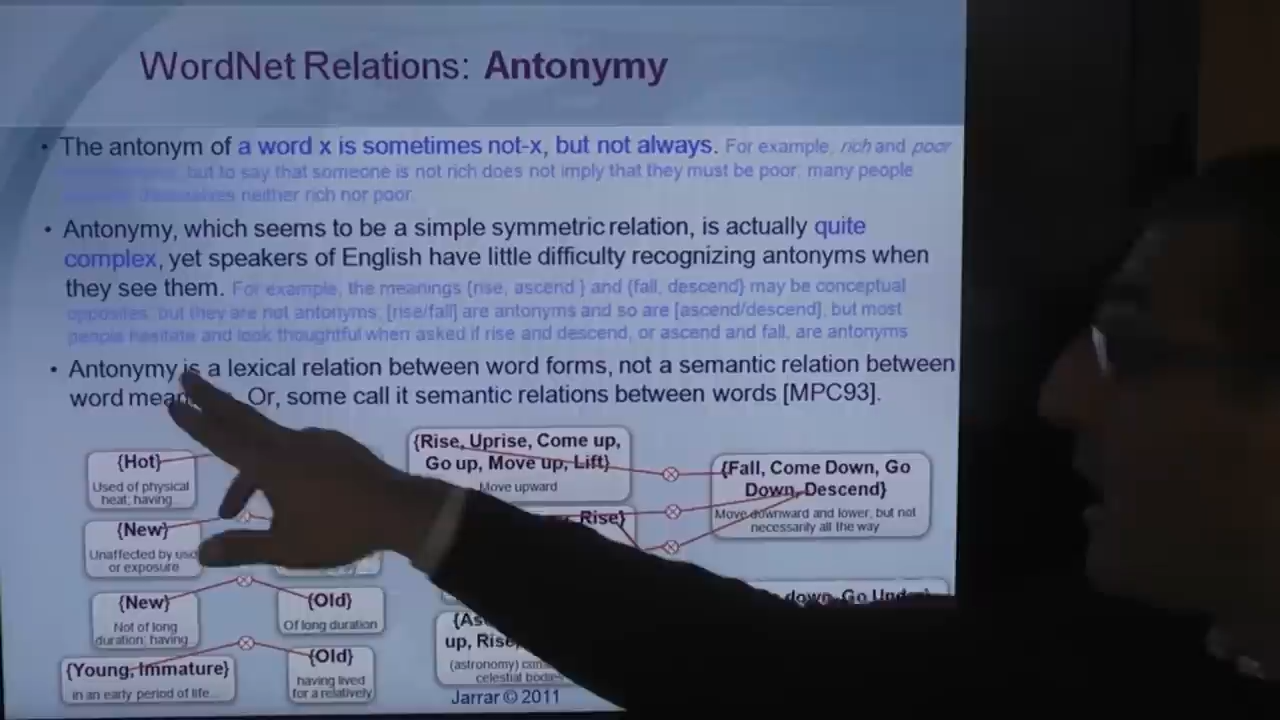 WordNet Relations: Antonymy
• The antonym of a word x is sometimes not-x, but not always. For example, rich and poor
but to say that someone is not rich does not imply that they must be poor; many people
neither rich nor poor.
• Antonymy, which seems to be a simple symmetric relation, is actually quite
complex, yet speakers of English have little difficulty recognizing antonyms when
they see them. For example, the meanings {rise, ascend } and {fall, descend} may be conceptual
opposites, but they are not antonyms; [rise/fall] are antonyms and so are [ascend/descend], but most
people hesitate and look thoughtful when asked if rise and descend, or ascend and fall, are antonyms
• Antonymy is a lexical relation between word forms, not a semantic relation between
word Or, some call it semantic relations between words [MPC93].
{Hot}
Used of physical
heat; having
{New}
Unaffected by use
or exposure
{New}
Not of long
duration; having
{Old}
Of long duration
{Young, Immature}
in an early period of life...
{Old}
having lived
for a relatively
{Rise, Uprise, Come up,
Go up, Move up, Lift}
Move upward
Rise}
{Fall, Come Down, Go
Down, Descend}
Move downward and lower, but not
necessarily all the way
down, Go Under}
up, Rise,
(astronomy)
celestial bodies
Jarrar © 2011